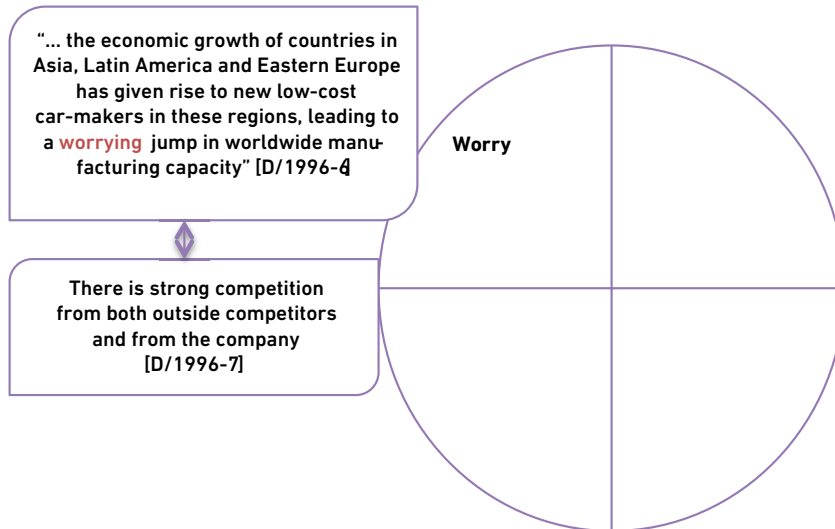 “... the economic growth of countries in
Asia, Latin America and Eastern Europe
has given rise to new low-cost
car-makers in these regions, leading to
a worrying jump in worldwide manu-
facturing capacity” [D/1996-6]
Worry
There is strong competition
from both outside competitors
and from the company
[D/1996-7]